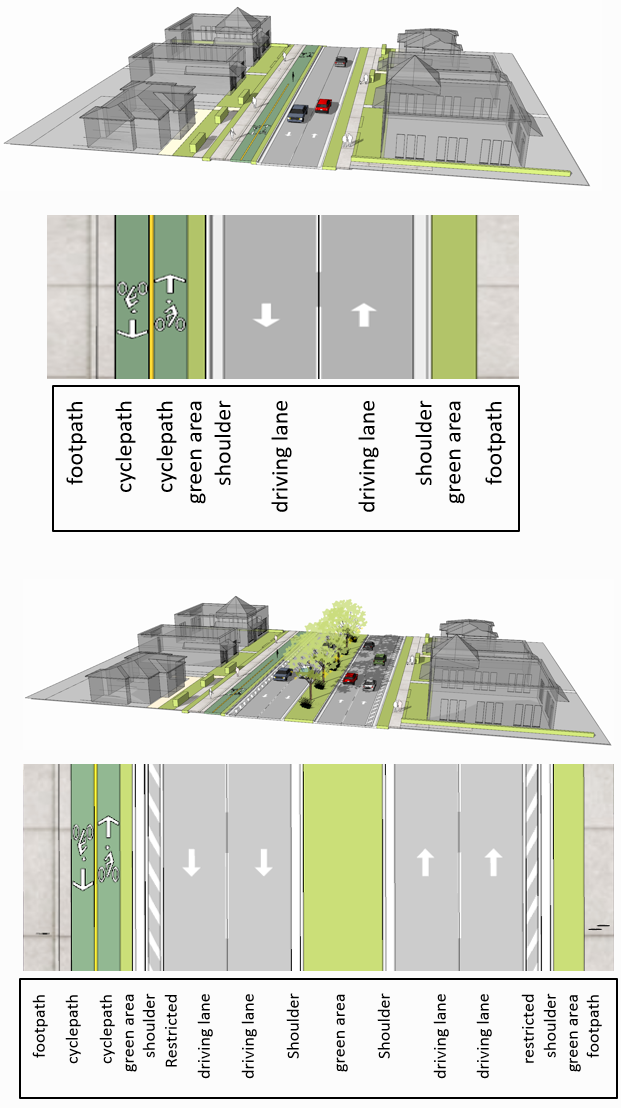 footpath
cyclepath
cyclepath
green area
shoulder
driving lane
driving lane
shoulder
green area
footpath
footpath
cyclepath
cyclepath
green area
shoulder
Restricted
driving lane
driving lane
Shoulder
green area
Shoulder
driving lane
driving lane
restricted
shoulder
green area
footpath